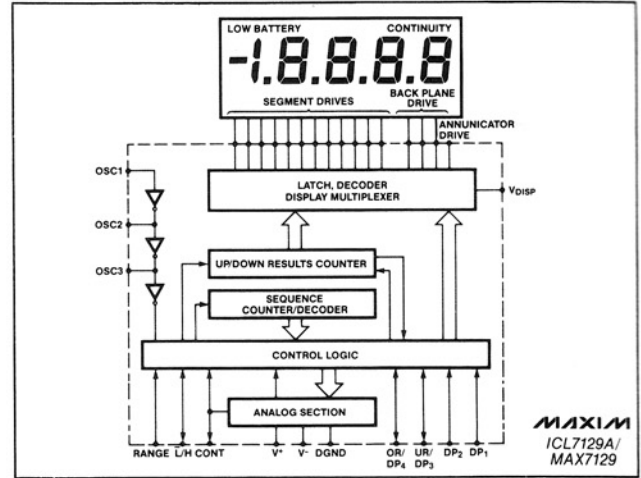 LOW BATTERY CONTINUITY
-1.8.8.8.8
SEGMENT DRIVES
BACK PLANE
DRIVE
ANNUNICATOR
DRIVE
OSC1
LATCH, DECODER
DISPLAY MULTIPLEXER
VDISP
OSC2
UP/DOWN RESULTS COUNTER
OSC3
SEQUENCE
COUNTER/DECODER
CONTROL LOGIC
ANALOG SECTION
RANGE L̅/H CONT V+ V- DGND OR/DP4 UR/DP3 DP2 DP1
MAXIM
ICL7129A/
MAX7129